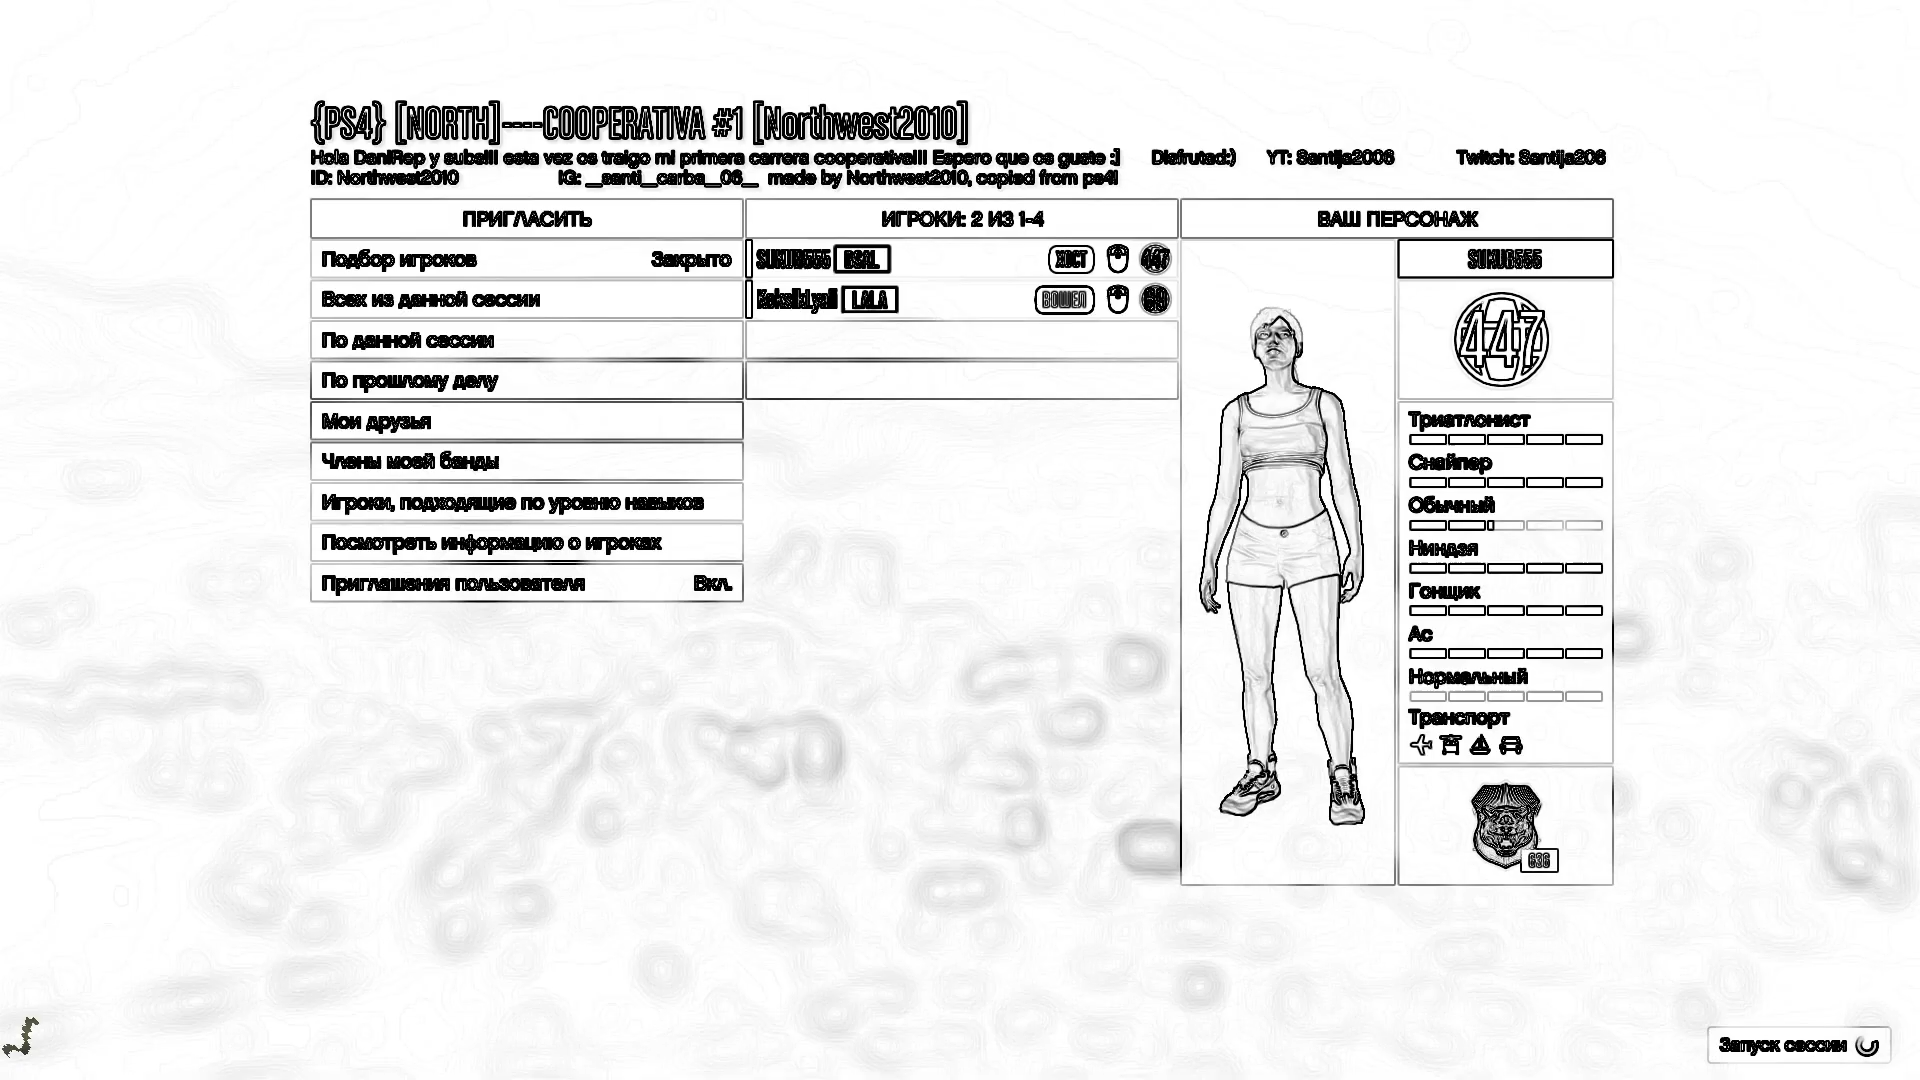 {PS4} [NORTH]----COOPERATIVA #1 [Northwest2010]
Hola DaniRep y subs!!! esta vez os traigo mi primera carrera cooperativa!!! Espero que os guste :] Disfrutad:) YT: Santija2006 Twitch: Santija206
ID: Northwest2010 IG: __santi__carba__06__ made by Northwest2010, copied from ps4!
ПРИГЛАСИТЬ
ИГРОКИ: 2 ИЗ 1-4
ВАШ ПЕРСОНАЖ
Подбор игроков Закрыто
Всех из данной сессии
По данной сессии
По прошлому делу
Мои друзья
Члены моей банды
Игроки, подходящие по уровню навыков
Посмотреть информацию о игроках
Приглашения пользователя Вкл.
SUKUB555 ХОСТ 447
LALA ВОШЕЛ
SUKUB555
447
Триатлонист
Снайпер
Обычный
Ниндзя
Гонщик
Ас
Нормальный
Транспорт
Запуск сессии